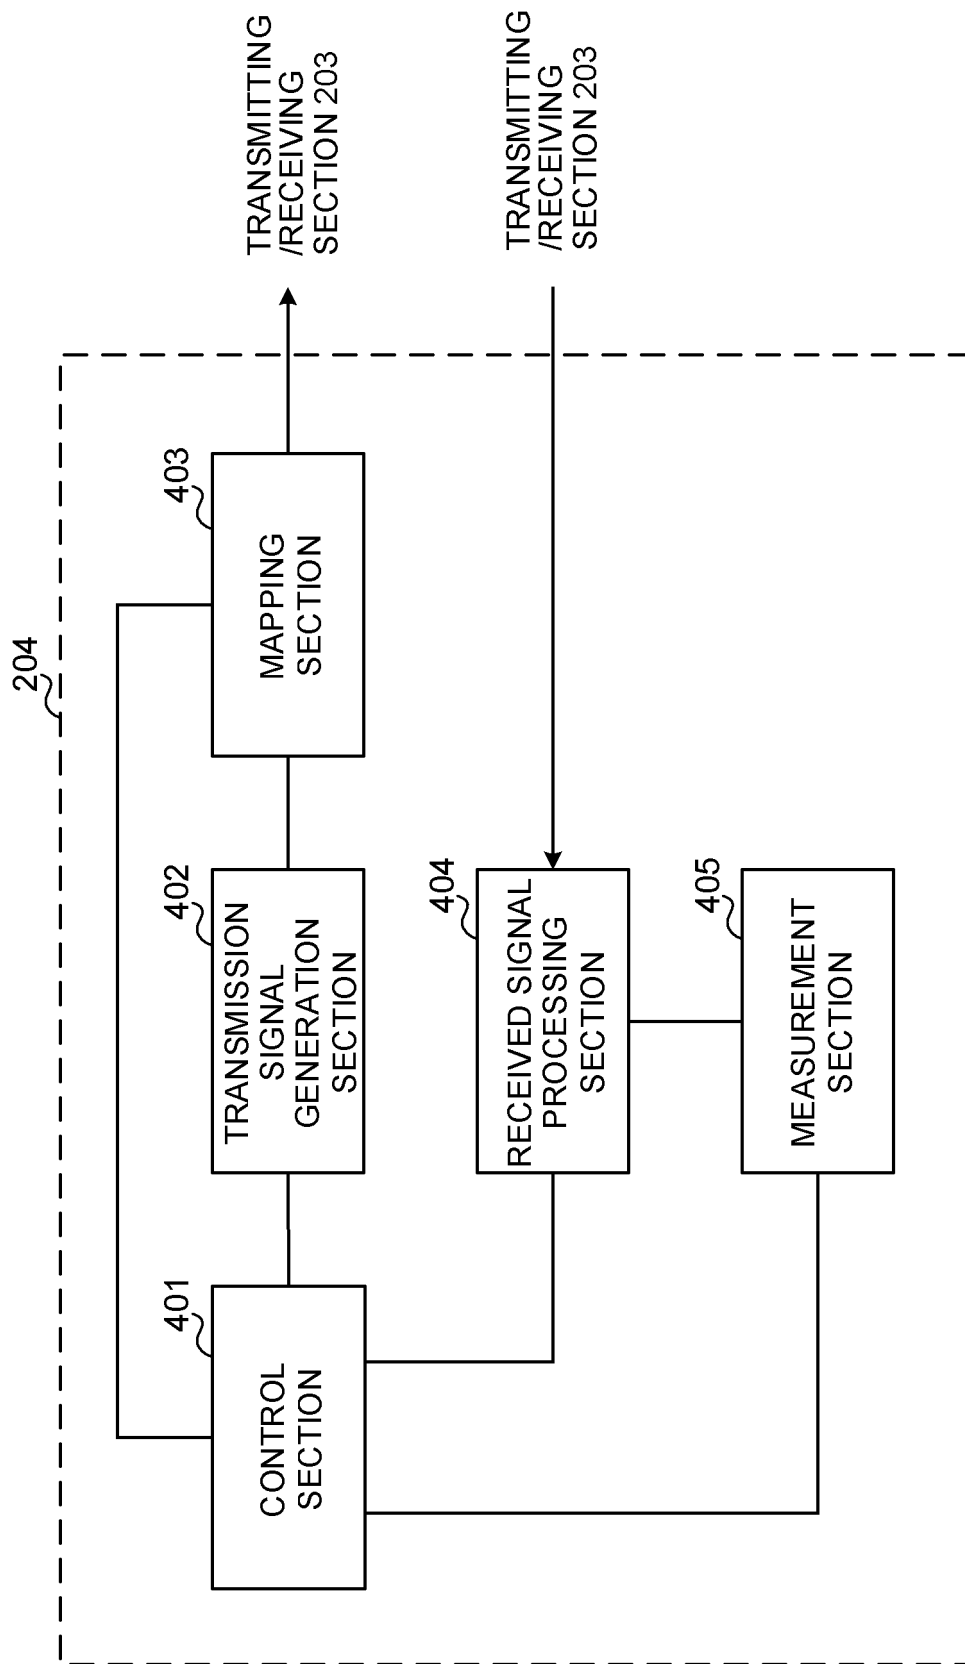 204
401
CONTROL
SECTION
402
TRANSMISSION
SIGNAL
GENERATION
SECTION
403
MAPPING
SECTION
TRANSMITTING
/RECEIVING
SECTION 203
404
RECEIVED SIGNAL
PROCESSING
SECTION
TRANSMITTING
/RECEIVING
SECTION 203
405
MEASUREMENT
SECTION